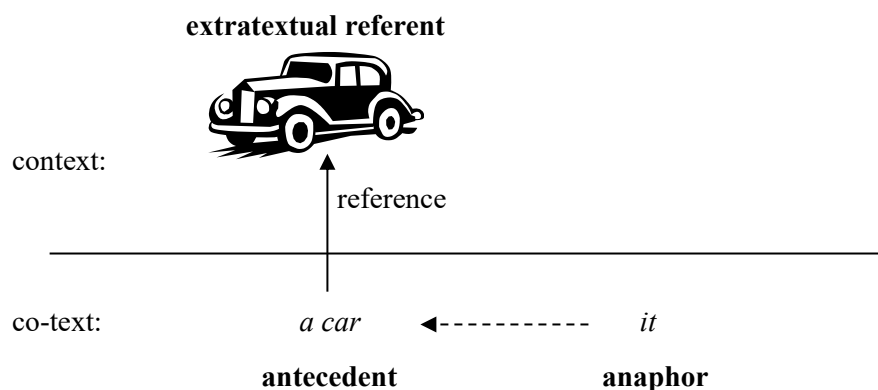 extratextual referent
context:
reference
co-text: a car it
antecedent anaphor